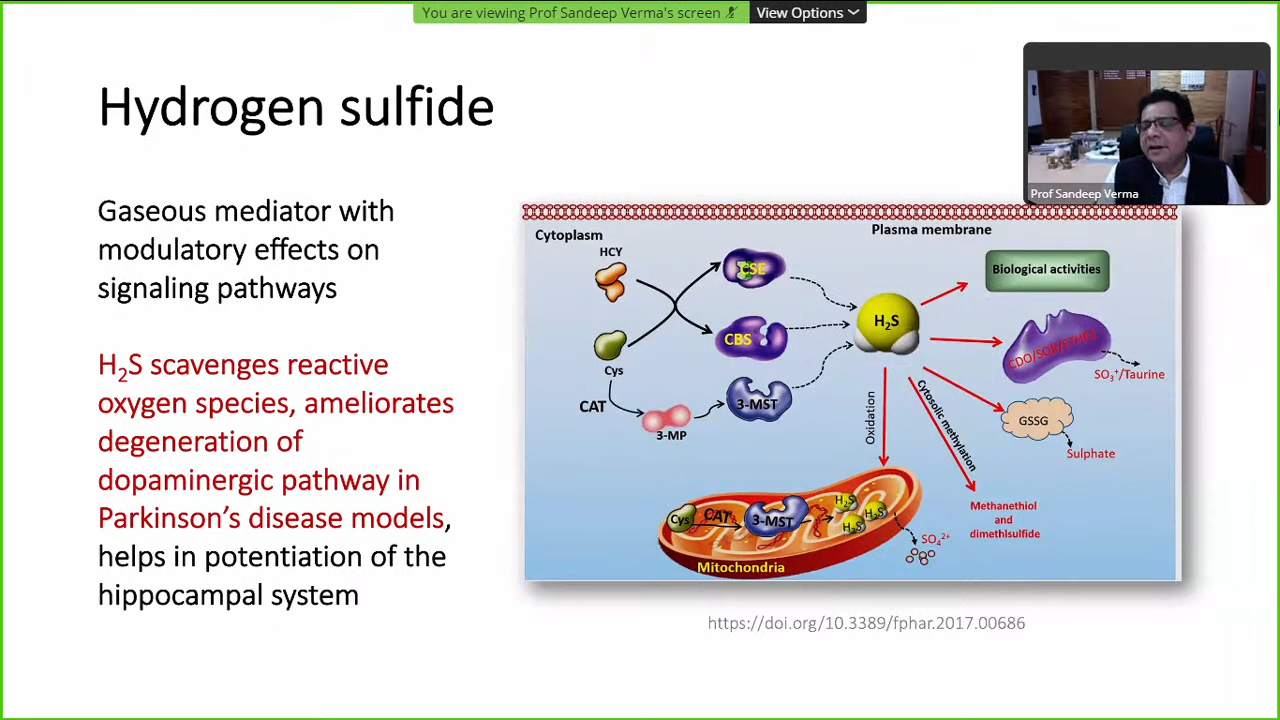 You are viewing Prof Sandeep Verma's screen
View Options
Prof Sandeep Verma
Hydrogen sulfide
Gaseous mediator with
modulatory effects on
signaling pathways
H₂S scavenges reactive
oxygen species, ameliorates
degeneration of
dopaminergic pathway in
Parkinson's disease models,
helps in potentiation of the
hippocampal system
Cytoplasm
Plasma membrane
HCY
CSE
Biological activities
H₂S
CBS
CDO/SOR/ETHE1
Cys
SO₃⁺/Taurine
CAT
3-MST
3-MP
GSSG
Sulphate
Oxidation
Cytosolic methylation
Methanethiol
and
dimethlsulfide
Cys
CAT
3-MST
H₂S
H₂S
H₂S
SO₄²⁺
Mitochondria
https://doi.org/10.3389/fphar.2017.00686